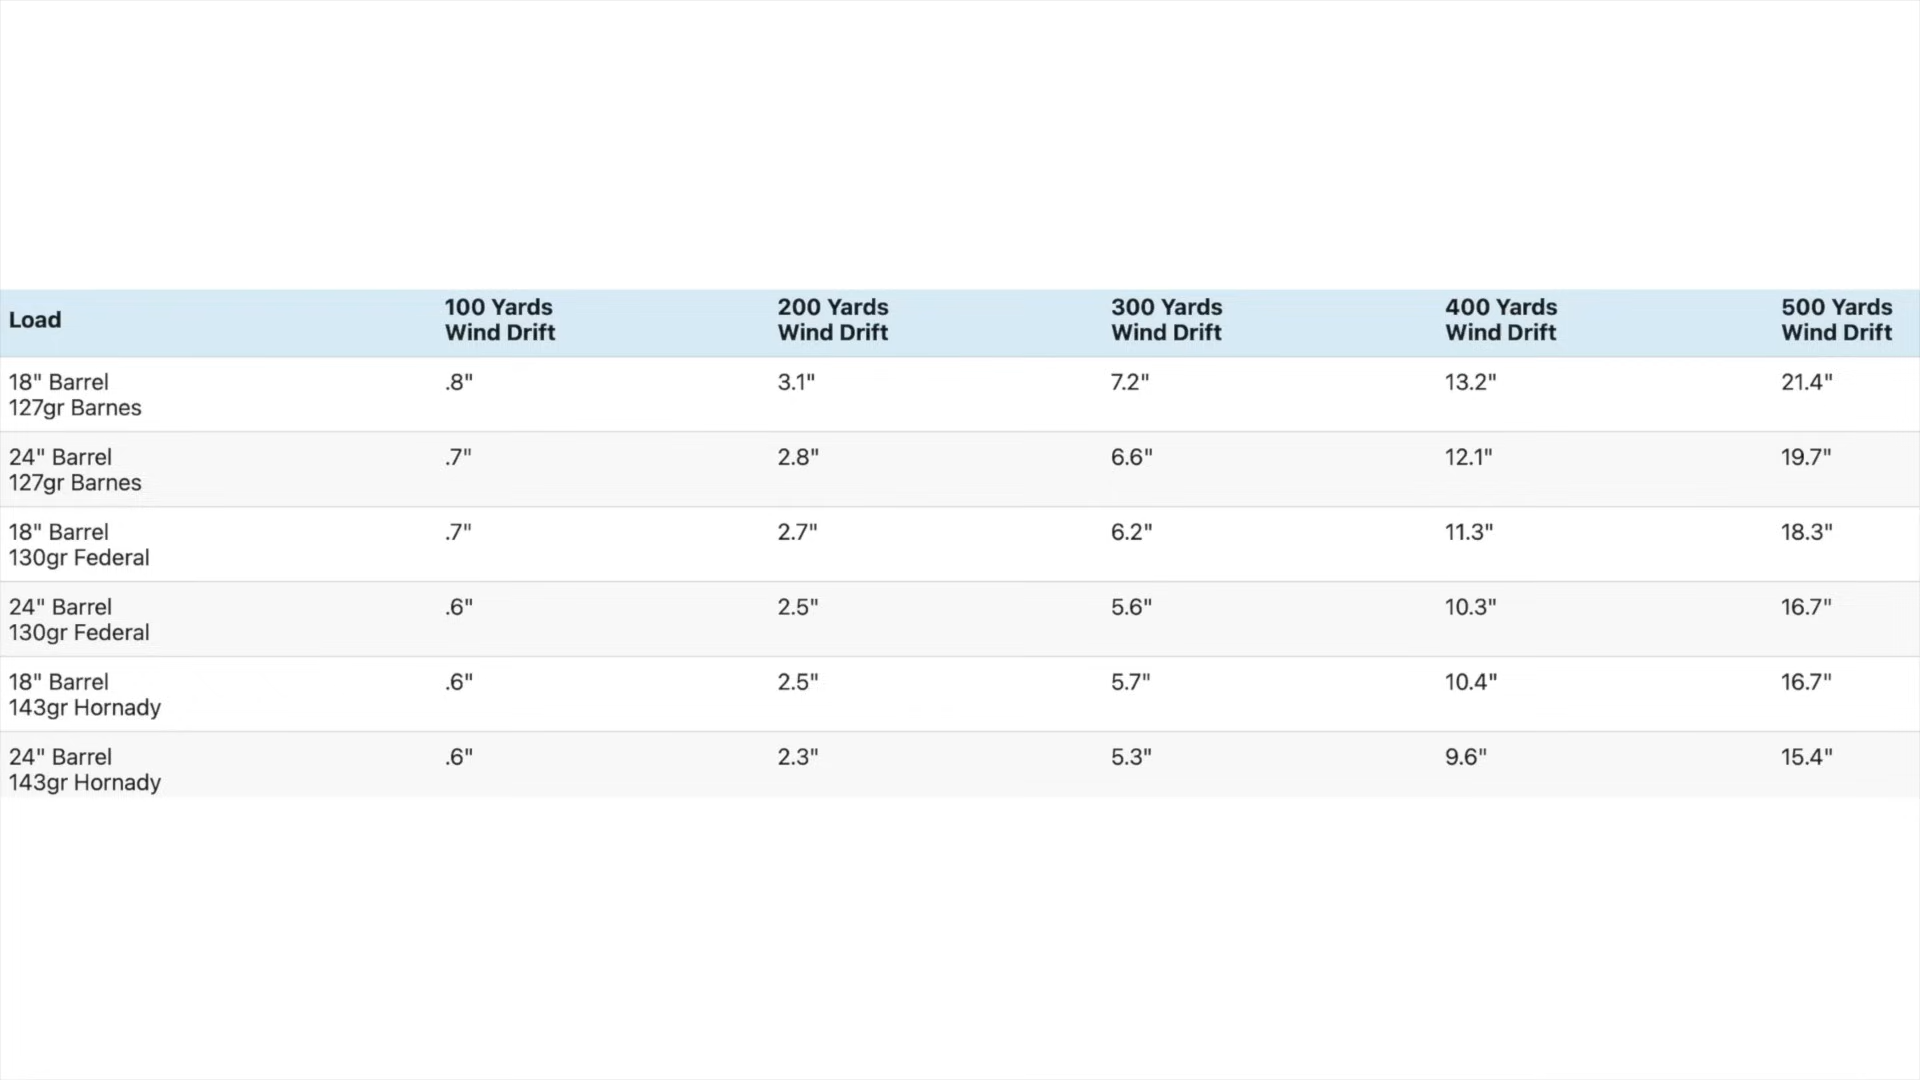 Load
100 Yards
Wind Drift
200 Yards
Wind Drift
300 Yards
Wind Drift
400 Yards
Wind Drift
500 Yards
Wind Drift
18" Barrel
127gr Barnes
.8"
3.1"
7.2"
13.2"
21.4"
24" Barrel
127gr Barnes
.7"
2.8"
6.6"
12.1"
19.7"
18" Barrel
130gr Federal
.7"
2.7"
6.2"
11.3"
18.3"
24" Barrel
130gr Federal
.6"
2.5"
5.6"
10.3"
16.7"
18" Barrel
143gr Hornady
.6"
2.5"
5.7"
10.4"
16.7"
24" Barrel
143gr Hornady
.6"
2.3"
5.3"
9.6"
15.4"